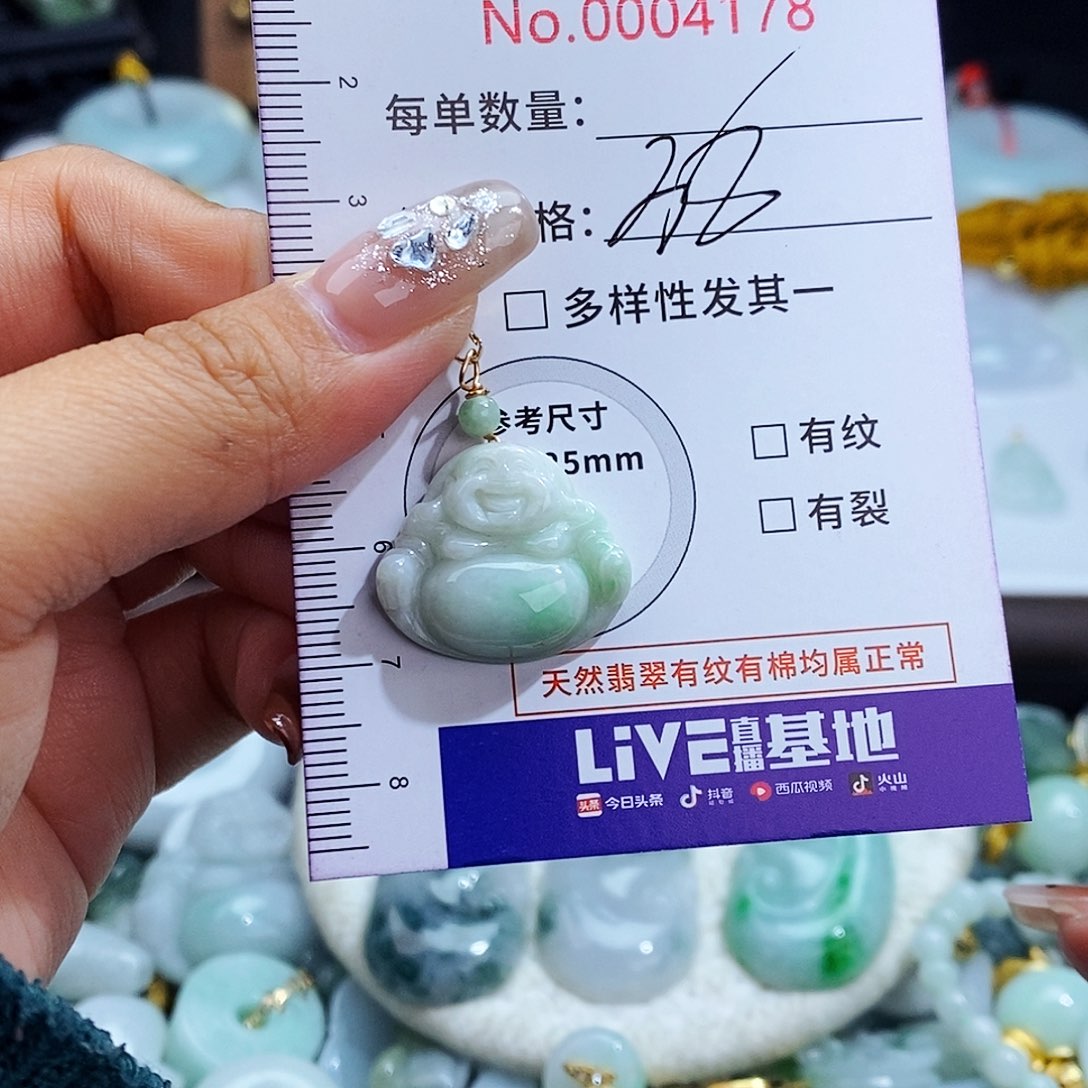 No.0004178
每单数量：
格：
□ 多样性发其一
参考尺寸
35mm
□ 有纹
□ 有裂
天然翡翠有纹有棉均属正常
LiVE直播基地
头条 今日头条 抖音 西瓜视频 火山
2
3
6
7
8